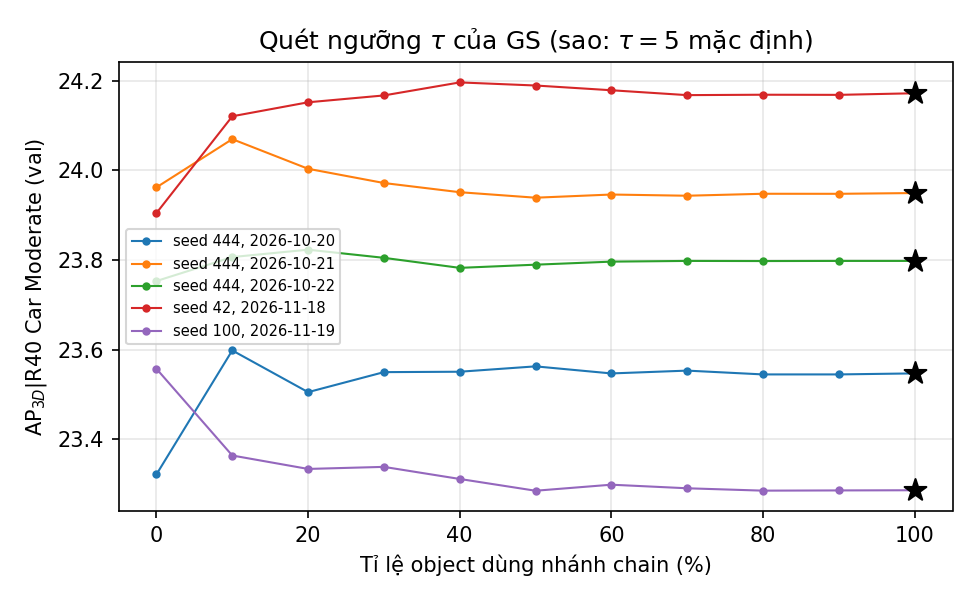 Quét ngưỡng τ của GS (sao: τ = 5 mặc định)
AP3D|R40 Car Moderate (val)
24.2
24.0
23.8
23.6
23.4
seed 444, 2026-10-20
seed 444, 2026-10-21
seed 444, 2026-10-22
seed 42, 2026-11-18
seed 100, 2026-11-19
0 20 40 60 80 100
Tỉ lệ object dùng nhánh chain (%)